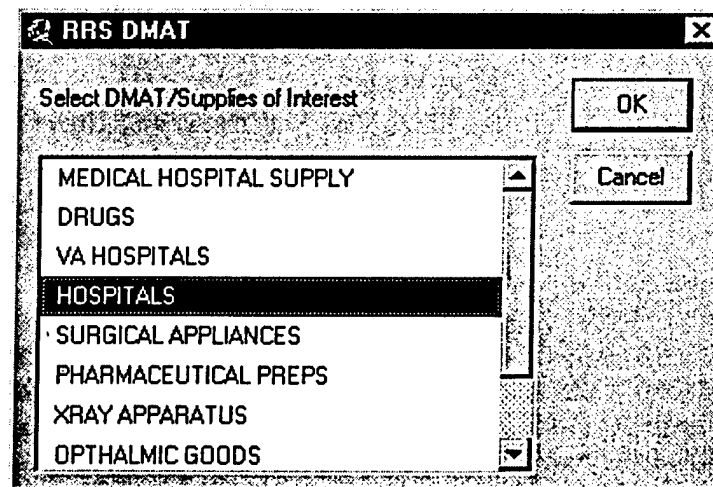 RRS DMAT
Select DMAT/Supplies of Interest
OK
Cancel
MEDICAL HOSPITAL SUPPLY
DRUGS
VA HOSPITALS
HOSPITALS
SURGICAL APPLIANCES
PHARMACEUTICAL PREPS
XRAY APPARATUS
OPTHALMIC GOODS